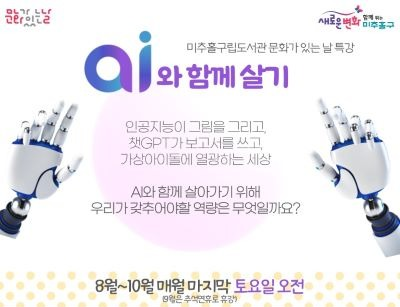 문화가있는날
새로운변화 함께 뛰는 미추홀구
미추홀구립도서관 문화가 있는 날 특강
ai와 함께 살기
인공지능이 그림을 그리고,
챗GPT가 보고서를 쓰고,
가상아이돌에 열광하는 세상
AI와 함께 살아가기 위해
우리가 갖추어야할 역량은 무엇일까요?
8월~10월 매월 마지막 토요일 오전
(9월은 추석연휴로 휴강)